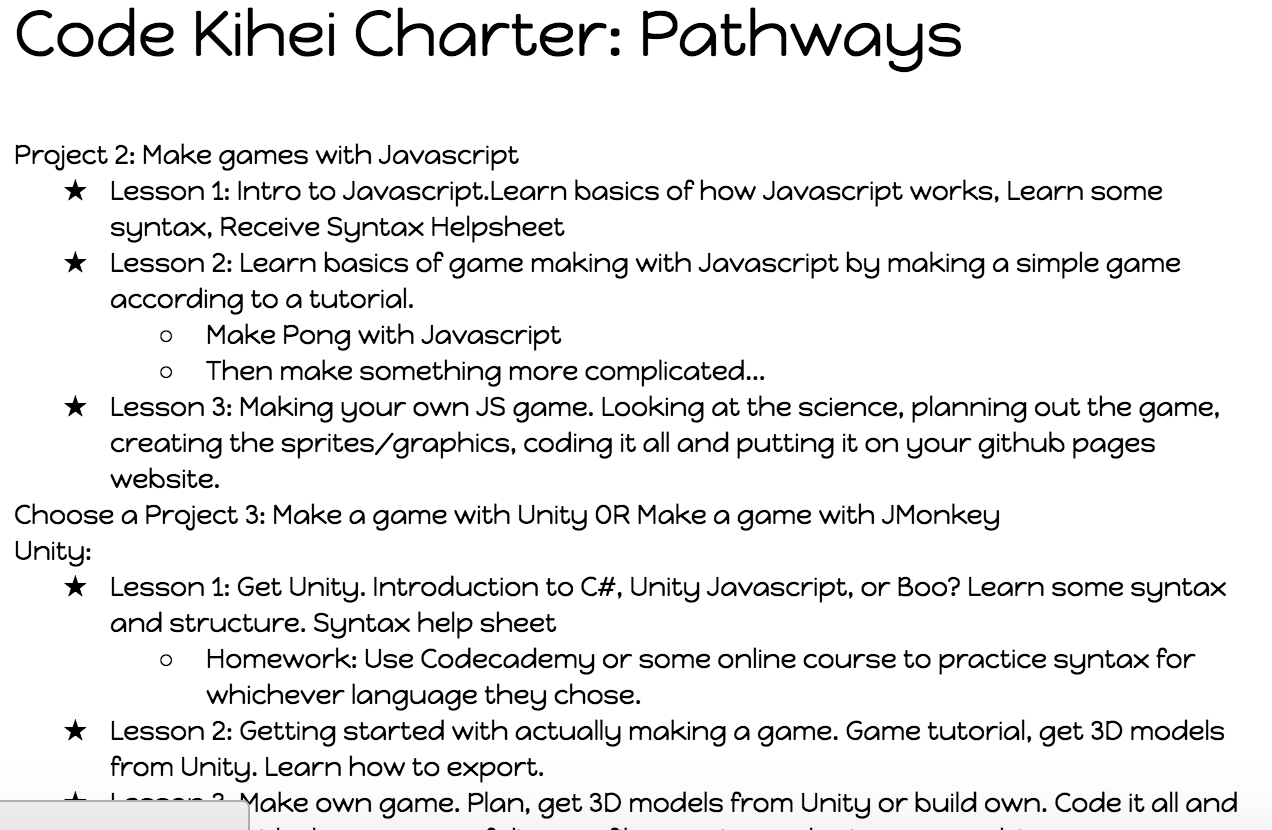 Code Kihei Charter: Pathways
Project 2: Make games with Javascript
★ Lesson 1: Intro to Javascript.Learn basics of how Javascript works, Learn some
syntax, Receive Syntax Helpsheet
★ Lesson 2: Learn basics of game making with Javascript by making a simple game
according to a tutorial.
○ Make Pong with Javascript
○ Then make something more complicated...
★ Lesson 3: Making your own JS game. Looking at the science, planning out the game,
creating the sprites/graphics, coding it all and putting it on your github pages
website.
Choose a Project 3: Make a game with Unity OR Make a game with JMonkey
Unity:
★ Lesson 1: Get Unity. Introduction to C#, Unity Javascript, or Boo? Learn some syntax
and structure. Syntax help sheet
○ Homework: Use Codecademy or some online course to practice syntax for
whichever language they chose.
★ Lesson 2: Getting started with actually making a game. Game tutorial, get 3D models
from Unity. Learn how to export.
Make own game. Plan, get 3D models from Unity or build own. Code it all and